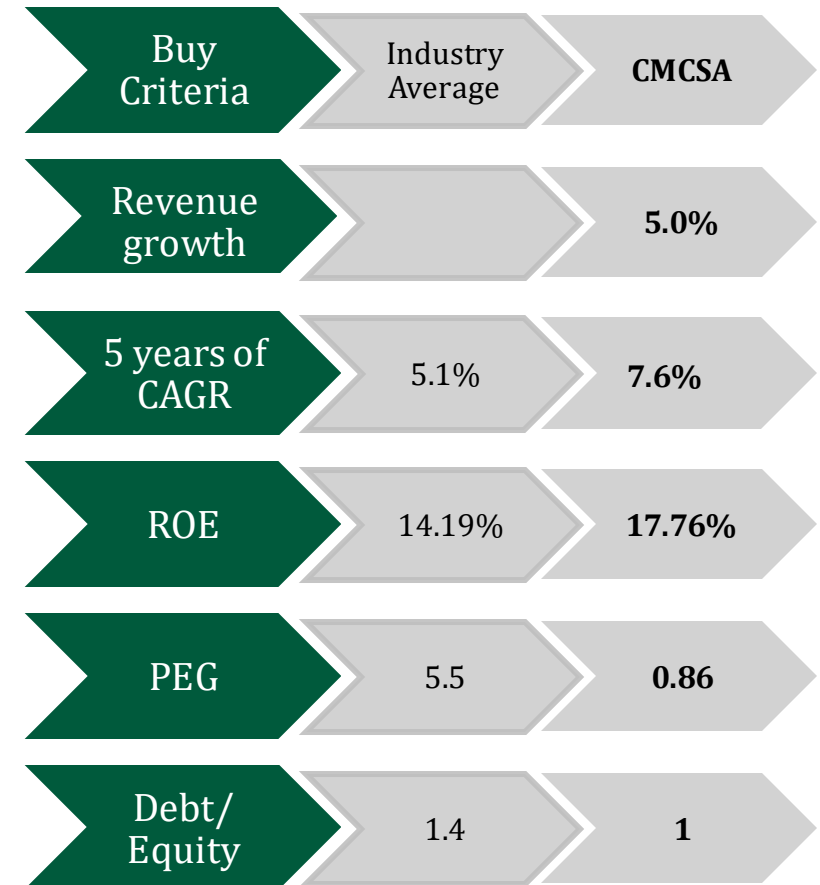 Buy
Criteria
Industry
Average
CMCSA
Revenue
growth
5.0%
5 years of
CAGR
5.1%
7.6%
ROE
14.19%
17.76%
PEG
5.5
0.86
Debt/
Equity
1.4
1